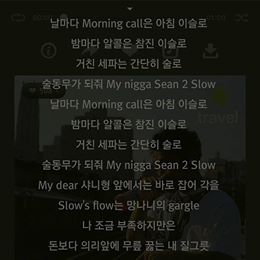 날마다 Morning call은 아침 이슬로
밤마다 알콜은 참진 이슬로
거친 세파는 간단히 술로
술동무가 되줘 My nigga Sean 2 Slow
날마다 Morning call은 아침 이슬로
밤마다 알콜은 참진 이슬로
거친 세파는 간단히 술로
술동무가 되줘 My nigga Sean 2 Slow
travel
My dear 샤니형 앞에서는 바로 잡어 각을
Slow's flow는 망나니의 gargle
나 조금 부족하지만은
돈보다 의리앞에 무릎 꿇는 내 질그릇